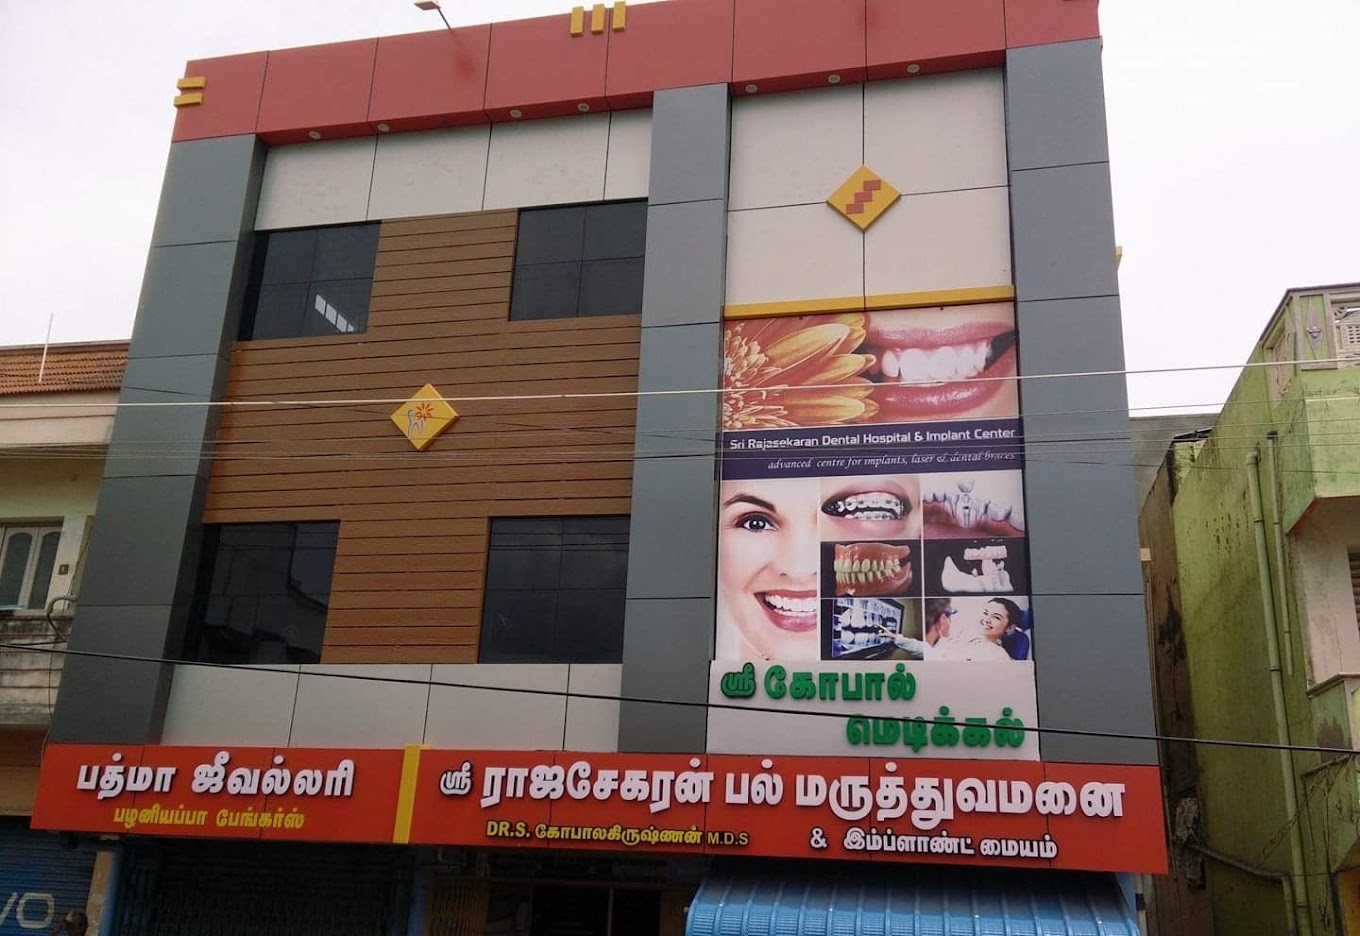 Sri Rajasekaran Dental Hospital & Implant Center
advanced centre for implants, laser & dental braces
ஸ்ரீ கோபால்
மெடிக்கல்
பத்மா ஜீவல்லரி
பழனியப்பா பேங்கர்ஸ்
ஸ்ரீ ராஜசேகரன் பல் மருத்துவமனை
& இம்ப்ளாண்ட் மையம்
DR.S. கோபாலகிருஷ்ணன் M.D.S
VO